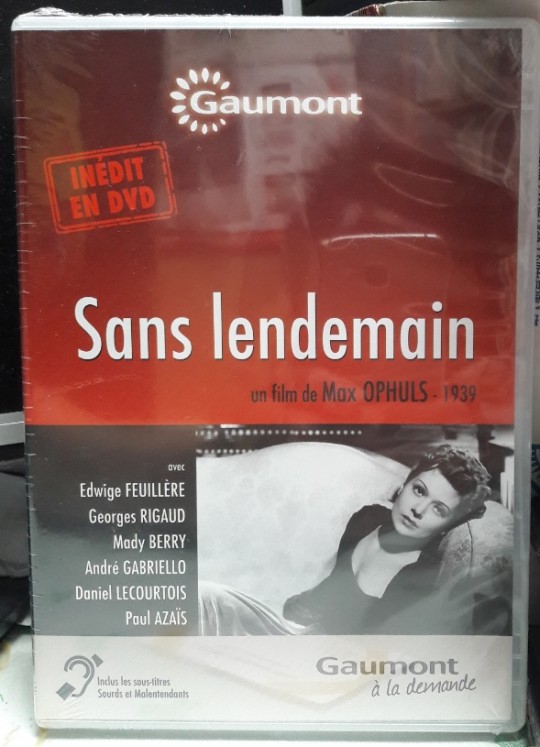 Gaumont
INÉDIT
EN DVD
Sans lendemain
un film de Max OPHULS - 1939
avec
Edwige FEUILLÈRE
Georges RIGAUD
Mady BERRY
André GABRIELLO
Daniel LECOURTOIS
Paul AZAÏS
Inclus les sous-titres
Sourds et Malentendants
Gaumont
à la demande